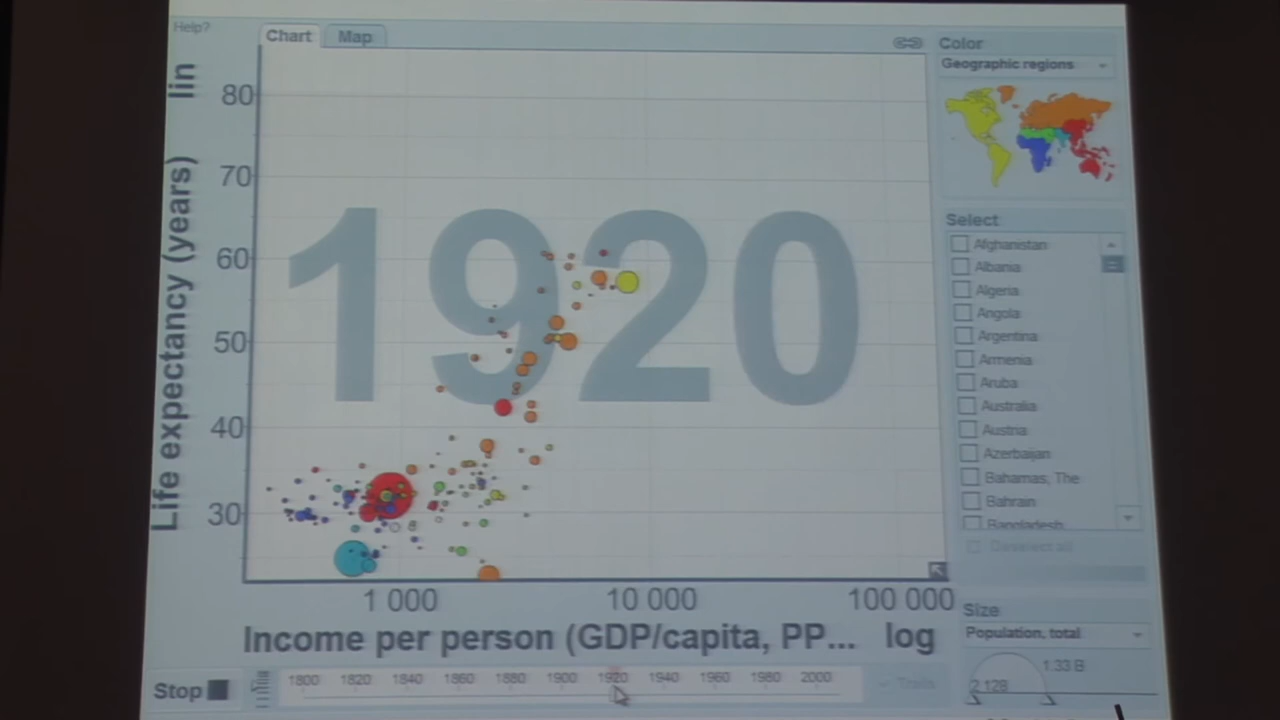 Help?
Chart
Map
Color
Geographic regions
lin
Life expectancy (years)
80
70
60
50
40
30
1920
Select
Afghanistan
Albania
Algeria
Angola
Argentina
Armenia
Aruba
Australia
Austria
Azerbaijan
Bahamas, The
Bahrain
Bangladesh
Deselect all
1 000
10 000
100 000
Income per person (GDP/capita, PP...
log
Size
Population, total
1.33 B
2 128
Stop
1800 1820 1840 1860 1880 1900 1920 1940 1960 1980 2000
Trails